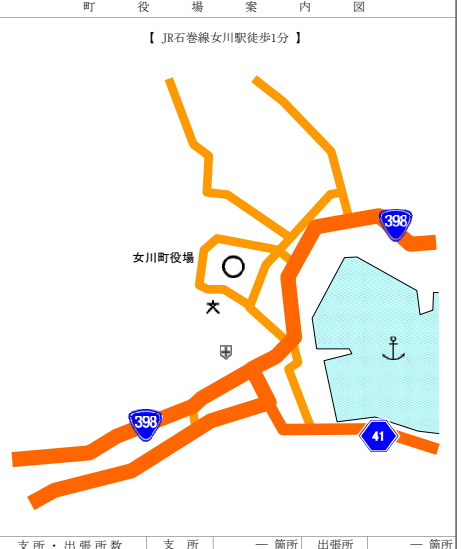 町役場案内図
【 JR石巻線女川駅徒歩1分 】
398
女川町役場
398
41
支所・出張所数 支所 ― 箇所 出張所 ― 箇所